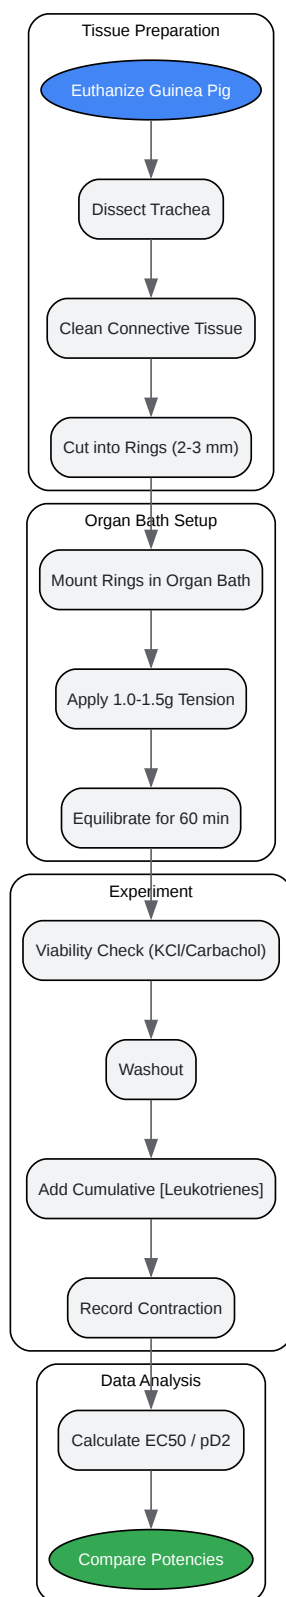 Tissue Preparation
Euthanize Guinea Pig
Dissect Trachea
Clean Connective Tissue
Cut into Rings (2-3 mm)
Organ Bath Setup
Mount Rings in Organ Bath
Apply 1.0-1.5g Tension
Equilibrate for 60 min
Experiment
Viability Check (KCl/Carbachol)
Washout
Add Cumulative [Leukotrienes]
Record Contraction
Data Analysis
Calculate EC50 / pD2
Compare Potencies